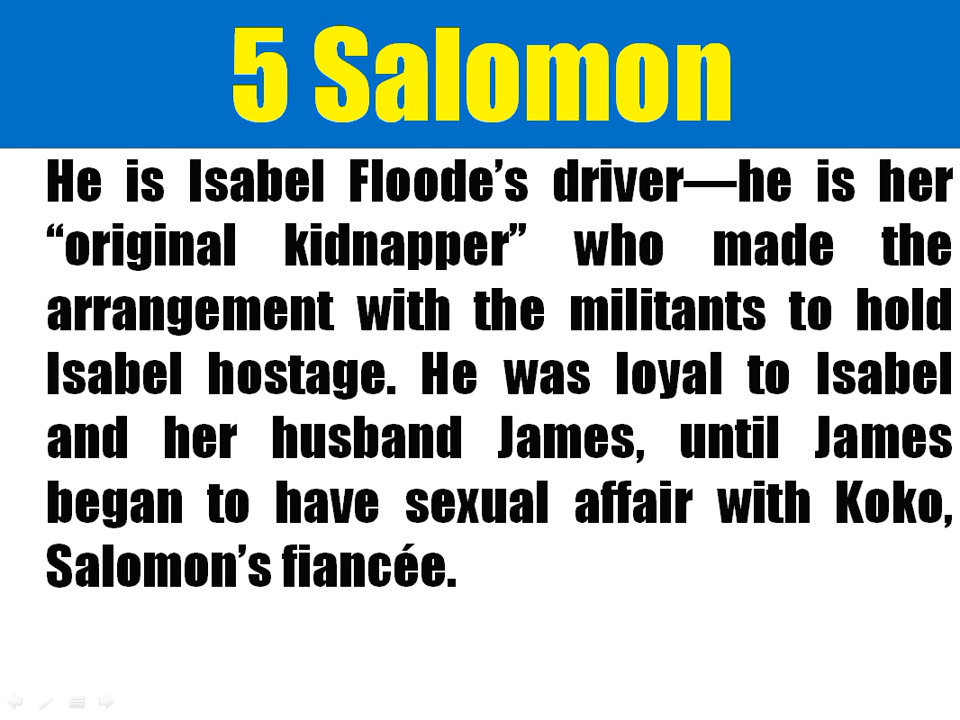 5 Salomon
He is Isabel Floode’s driver—he is her
“original kidnapper” who made the
arrangement with the militants to hold
Isabel hostage. He was loyal to Isabel
and her husband James, until James
began to have sexual affair with Koko,
Salomon’s fiancée.